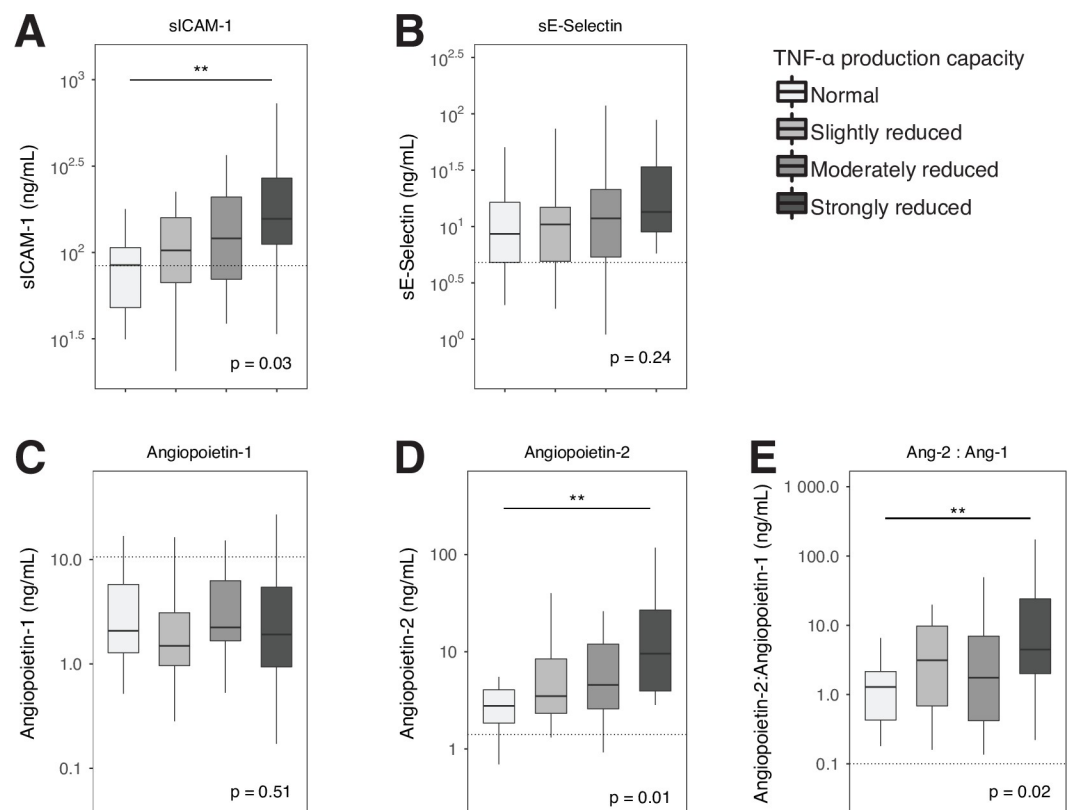 A
sICAM-1
sICAM-1 (ng/mL)
10^3
10^2.5
10^2
10^1.5
**
p = 0.03
B
sE-Selectin
sE-Selectin (ng/mL)
10^2.5
10^2
10^1.5
10^1
10^0.5
10^0
p = 0.24
TNF-α production capacity
Normal
Slightly reduced
Moderately reduced
Strongly reduced
C
Angiopoietin-1
Angiopoietin-1 (ng/mL)
10.0
1.0
0.1
p = 0.51
D
Angiopoietin-2
Angiopoietin-2 (ng/mL)
100
10
1
**
p = 0.01
E
Ang-2 : Ang-1
Angiopoietin-2:Angiopoietin-1 (ng/mL)
1 000.0
100.0
10.0
1.0
0.1
**
p = 0.02